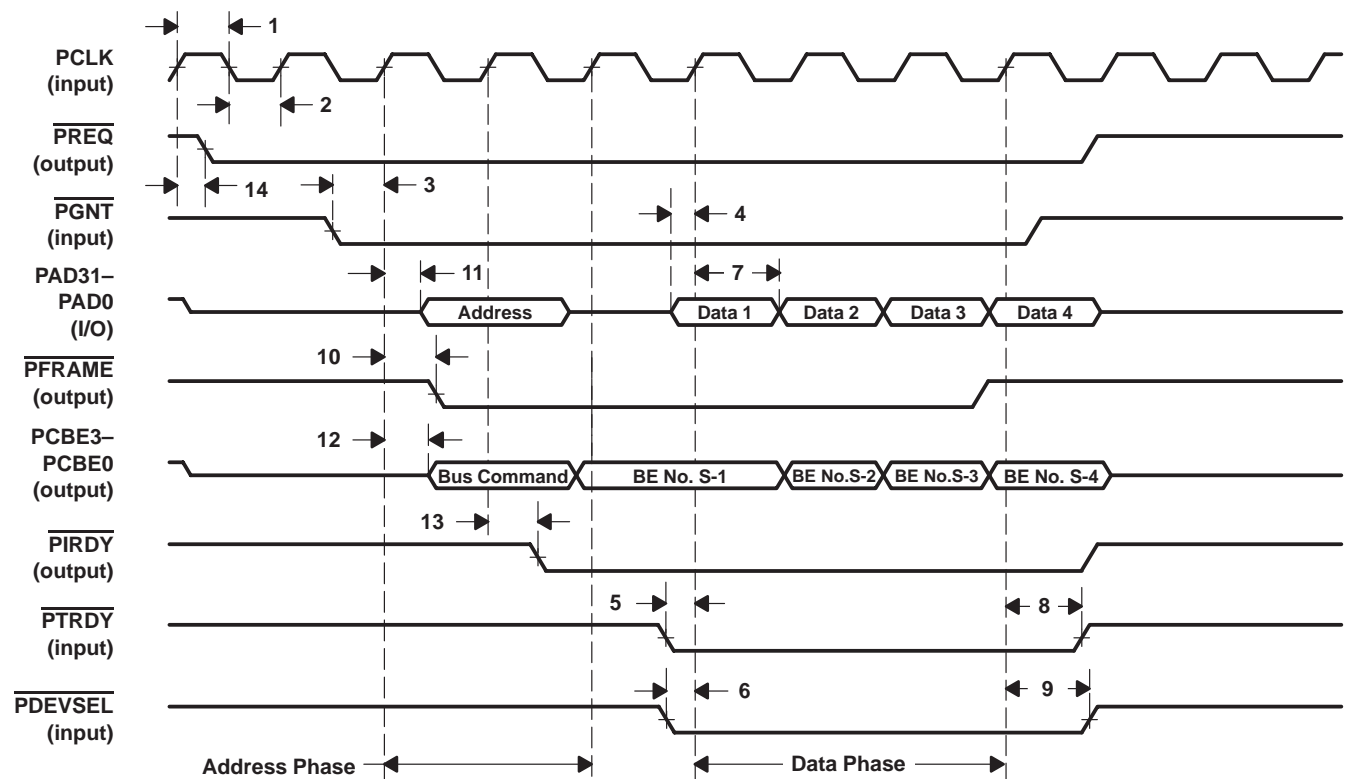 1
PCLK
(input)
2
PREQ
(output)
14
3
PGNT
(input)
4
PAD31–
PAD0
(I/O)
11
7
Address
Data 1
Data 2
Data 3
Data 4
10
PFRAME
(output)
PCBE3–
PCBE0
(output)
12
Bus Command
BE No. S-1
BE No.S-2
BE No.S-3
BE No. S-4
13
PIRDY
(output)
5
8
PTRDY
(input)
6
9
PDEVSEL
(input)
Address Phase
Data Phase